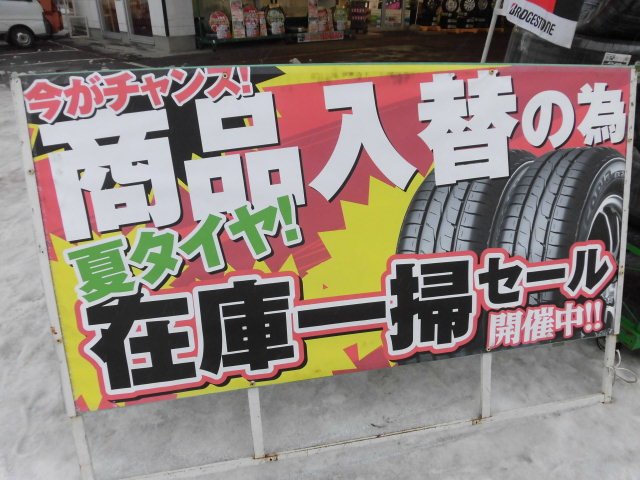 今がチャンス!
商品入替の為
夏タイヤ!
在庫一掃セール
開催中!!
BRIDGESTONE